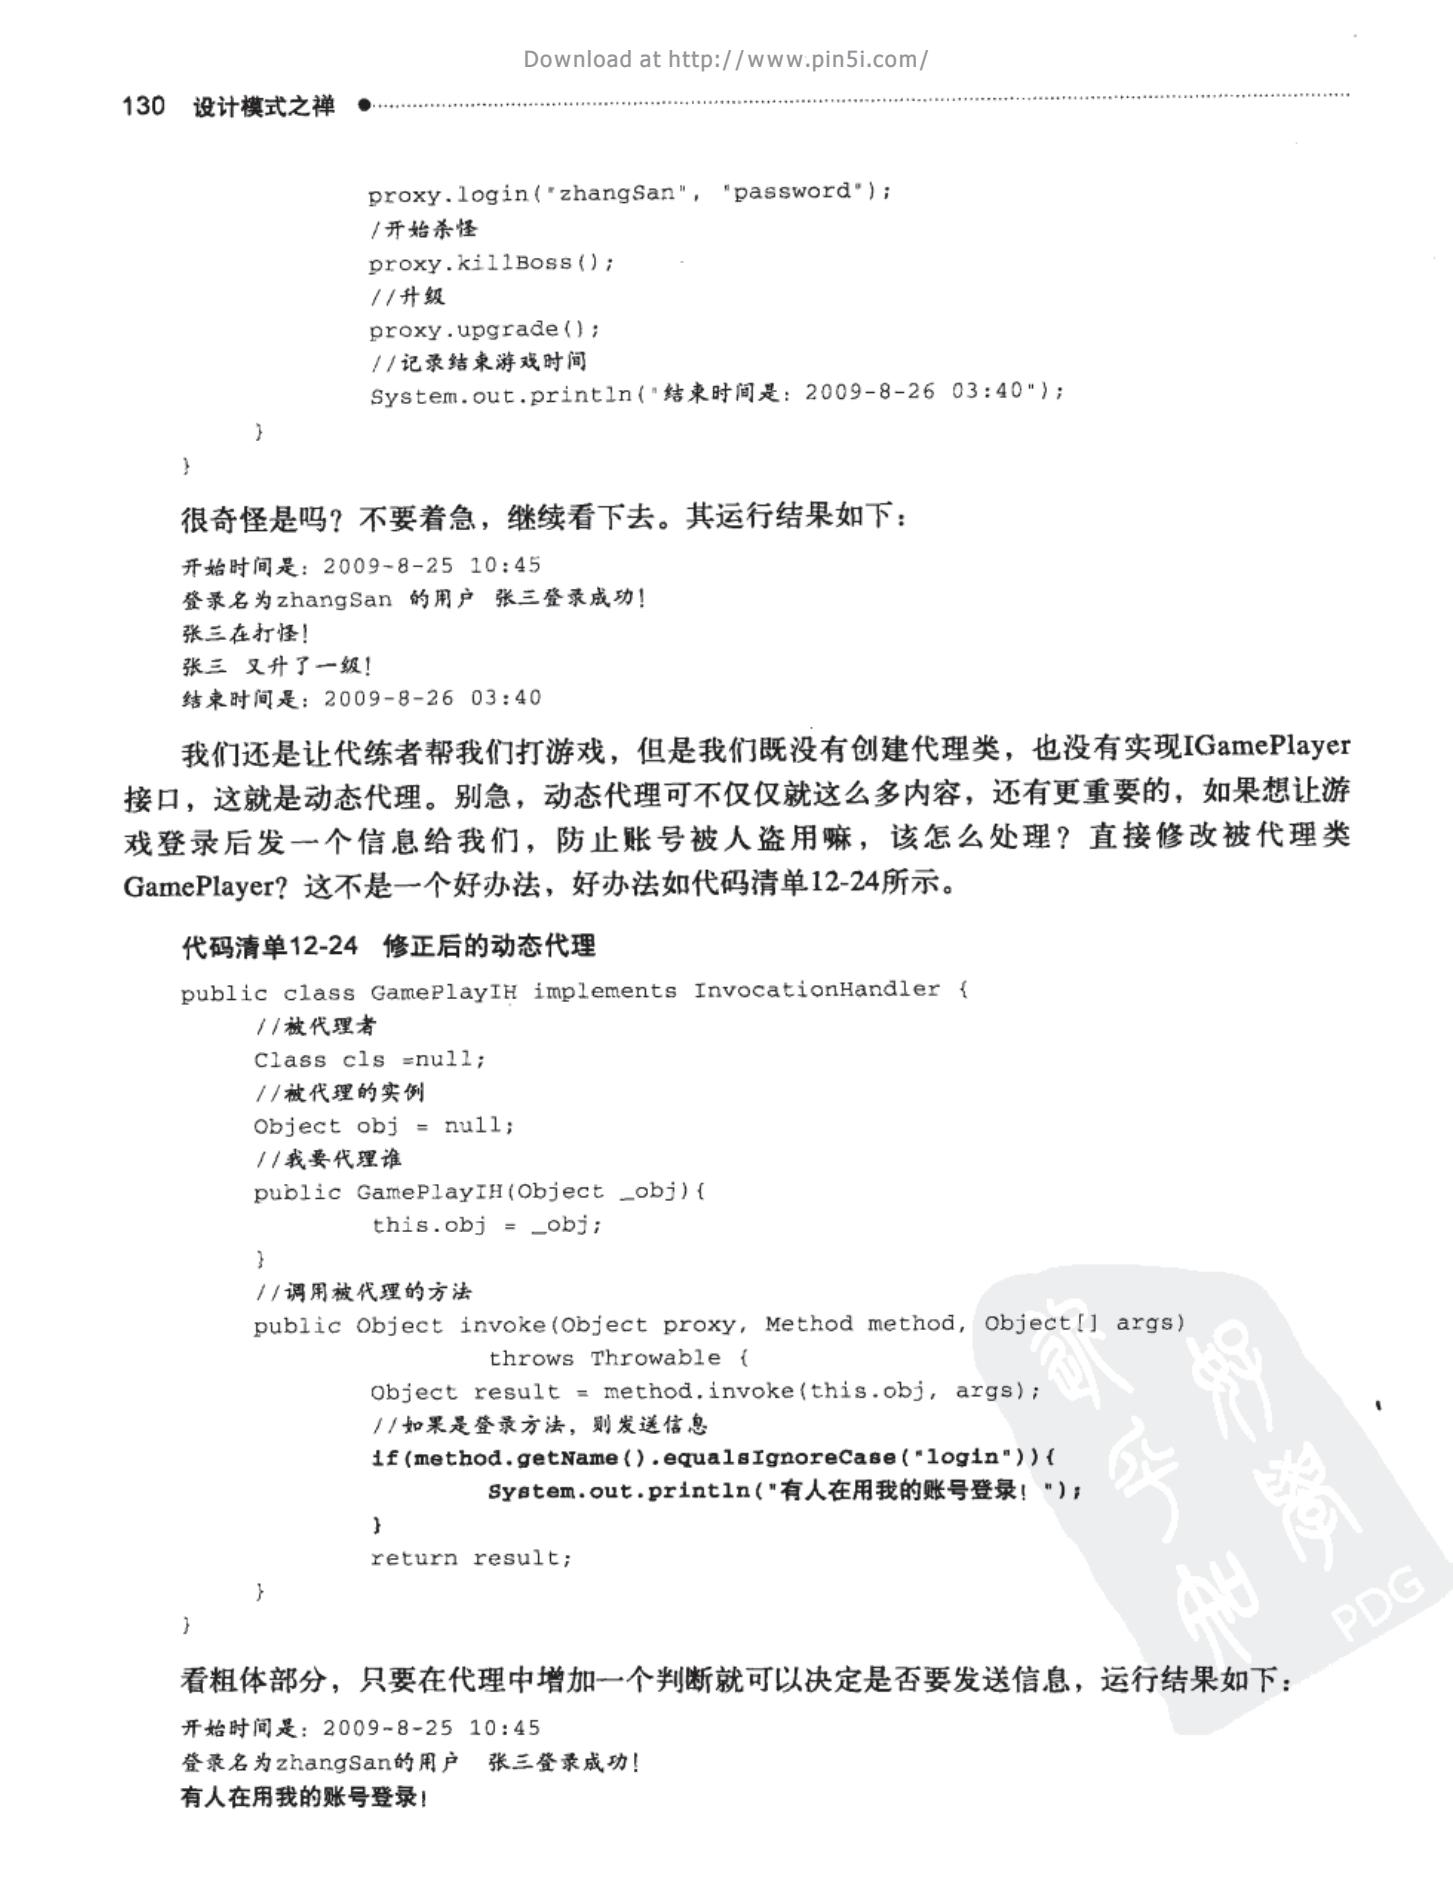 Download at http://www.pin5i.com/
130 设计模式之禅
proxy.login("zhangSan", "password");
/开始杀怪
proxy.killBoss();
//升级
proxy.upgrade();
//记录结束游戏时间
System.out.println("结束时间是：2009-8-26 03:40");
}
}
很奇怪是吗？不要着急，继续看下去。其运行结果如下：
开始时间是：2009-8-25 10:45
登录名为zhangSan 的用户 张三登录成功！
张三在打怪！
张三 又升了一级！
结束时间是：2009-8-26 03:40
我们还是让代练者帮我们打游戏，但是我们既没有创建代理类，也没有实现IGamePlayer
接口，这就是动态代理。别急，动态代理可不仅仅就这么多内容，还有更重要的，如果想让游
戏登录后发一个信息给我们，防止账号被人盗用嘛，该怎么处理？直接修改被代理类
GamePlayer？这不是一个好办法，好办法如代码清单12-24所示。
代码清单12-24 修正后的动态代理
public class GamePlayIH implements InvocationHandler {
//被代理者
Class cls =null;
//被代理的实例
Object obj = null;
//我要代理谁
public GamePlayIH(Object _obj){
this.obj = _obj;
}
//调用被代理的方法
public Object invoke(Object proxy, Method method, Object[] args)
throws Throwable {
Object result = method.invoke(this.obj, args);
//如果是登录方法，则发送信息
if(method.getName().equalsIgnoreCase("login")){
System.out.println("有人在用我的账号登录！");
}
return result;
}
}
看粗体部分，只要在代理中增加一个判断就可以决定是否要发送信息，运行结果如下：
开始时间是：2009-8-25 10:45
登录名为zhangSan的用户 张三登录成功！
有人在用我的账号登录！
PDG